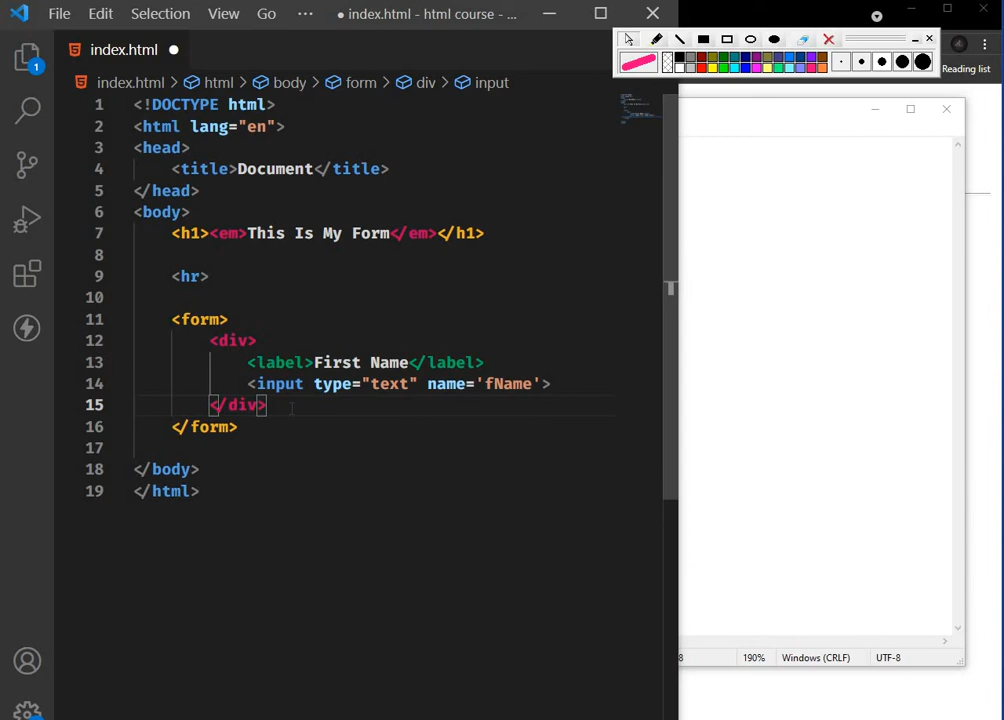 File Edit Selection View Go ··· ● index.html - html course - ...
index.html ●
Reading list
index.html > html > body > form > div > input
1 <!DOCTYPE html>
2 <html lang="en">
3 <head>
4 <title>Document</title>
5 </head>
6 <body>
7 <h1><em>This Is My Form</em></h1>
8
9 <hr>
10
11 <form>
12 <div>
13 <label>First Name</label>
14 <input type="text" name='fName'>
15 </div>
16 </form>
17
18 </body>
19 </html>
1
T
8 190% Windows (CRLF) UTF-8